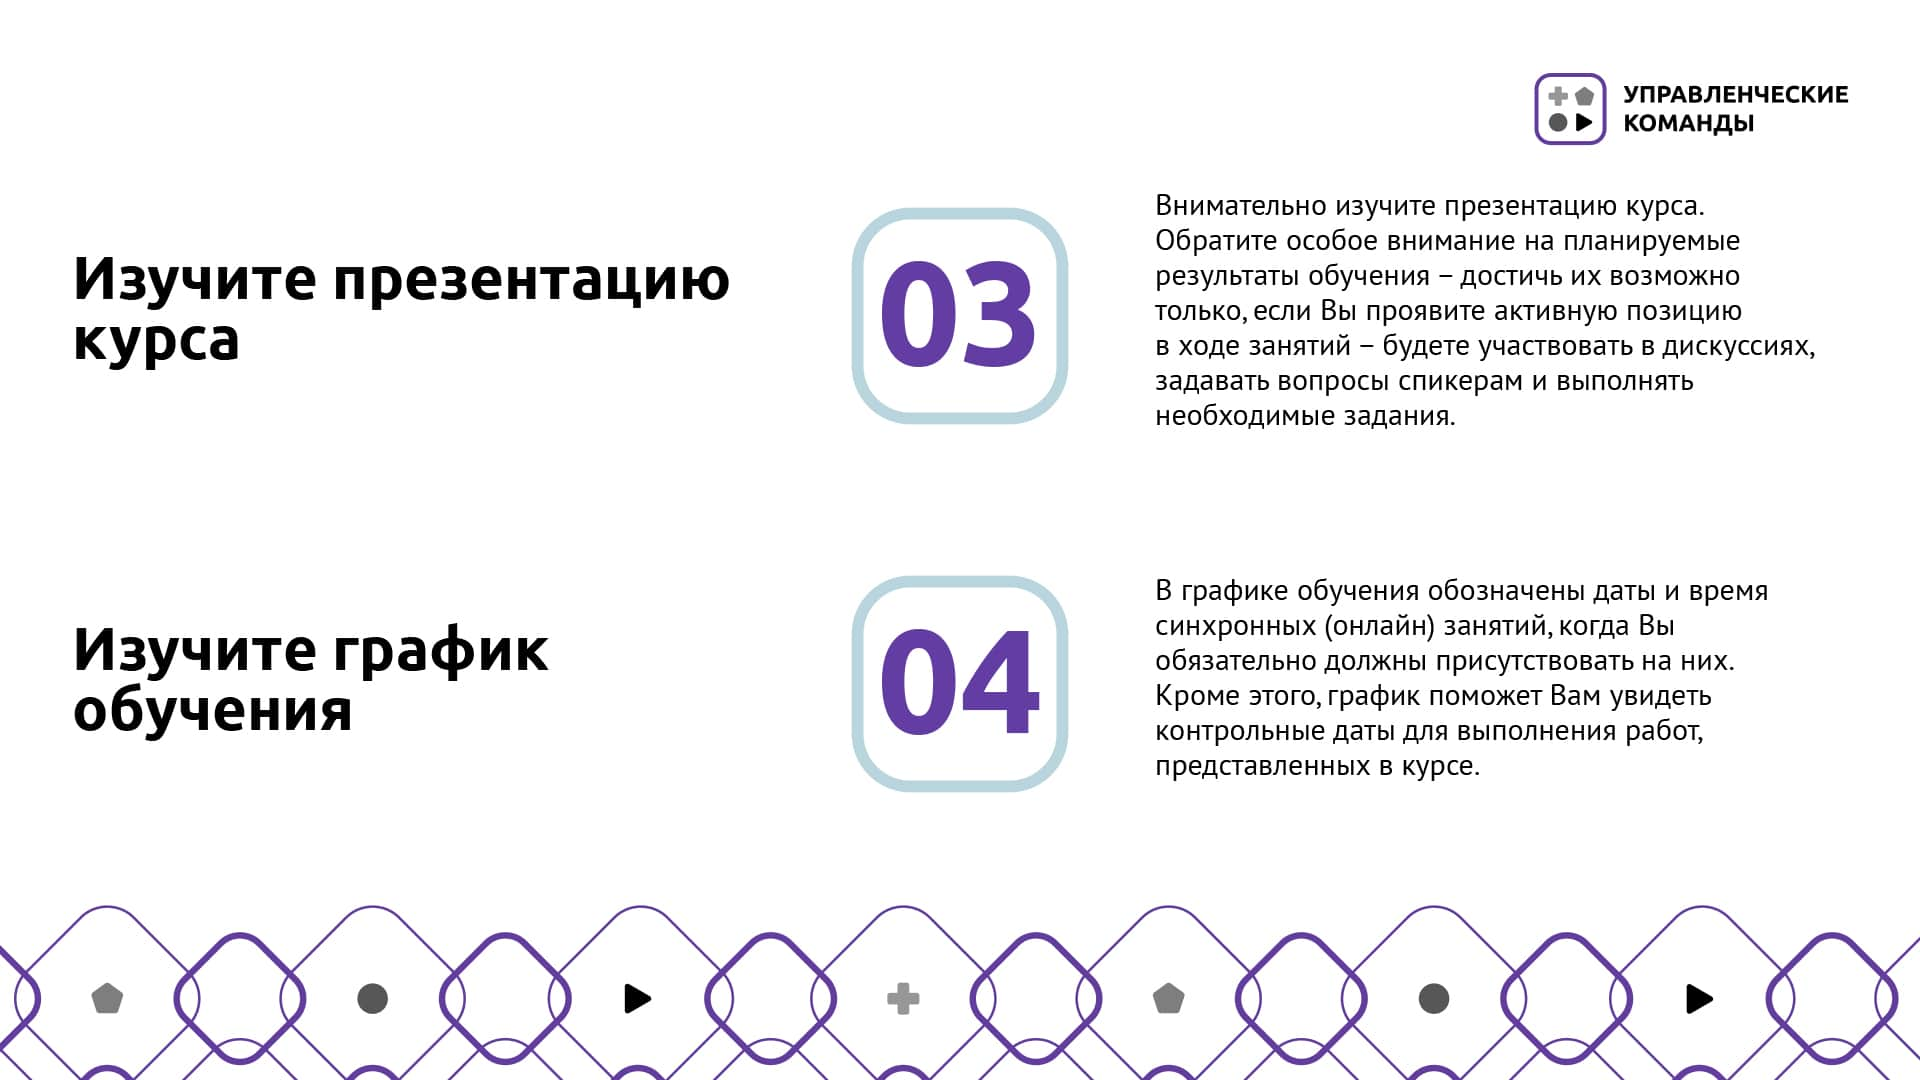 УПРАВЛЕНЧЕСКИЕ
КОМАНДЫ
Изучите презентацию
курса
03
Внимательно изучите презентацию курса.
Обратите особое внимание на планируемые
результаты обучения – достичь их возможно
только, если Вы проявите активную позицию
в ходе занятий – будете участвовать в дискуссиях,
задавать вопросы спикерам и выполнять
необходимые задания.
Изучите график
обучения
04
В графике обучения обозначены даты и время
синхронных (онлайн) занятий, когда Вы
обязательно должны присутствовать на них.
Кроме этого, график поможет Вам увидеть
контрольные даты для выполнения работ,
представленных в курсе.